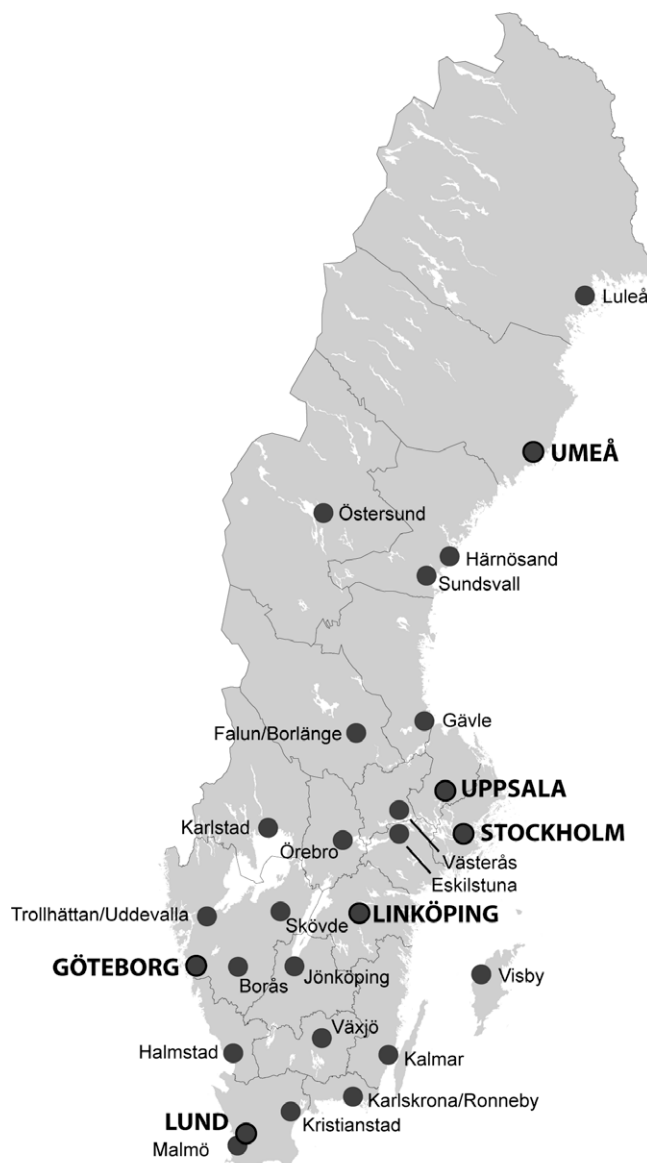 Luleå
UMEÅ
Östersund
Härnösand
Sundsvall
Gävle
Falun/Borlänge
UPPSALA
Karlstad
STOCKHOLM
Örebro
Västerås
Eskilstuna
Trollhättan/Uddevalla
LINKÖPING
Skövde
GÖTEBORG
Borås
Jönköping
Visby
Växjö
Halmstad
Kalmar
Karlskrona/Ronneby
LUND
Kristianstad
Malmö